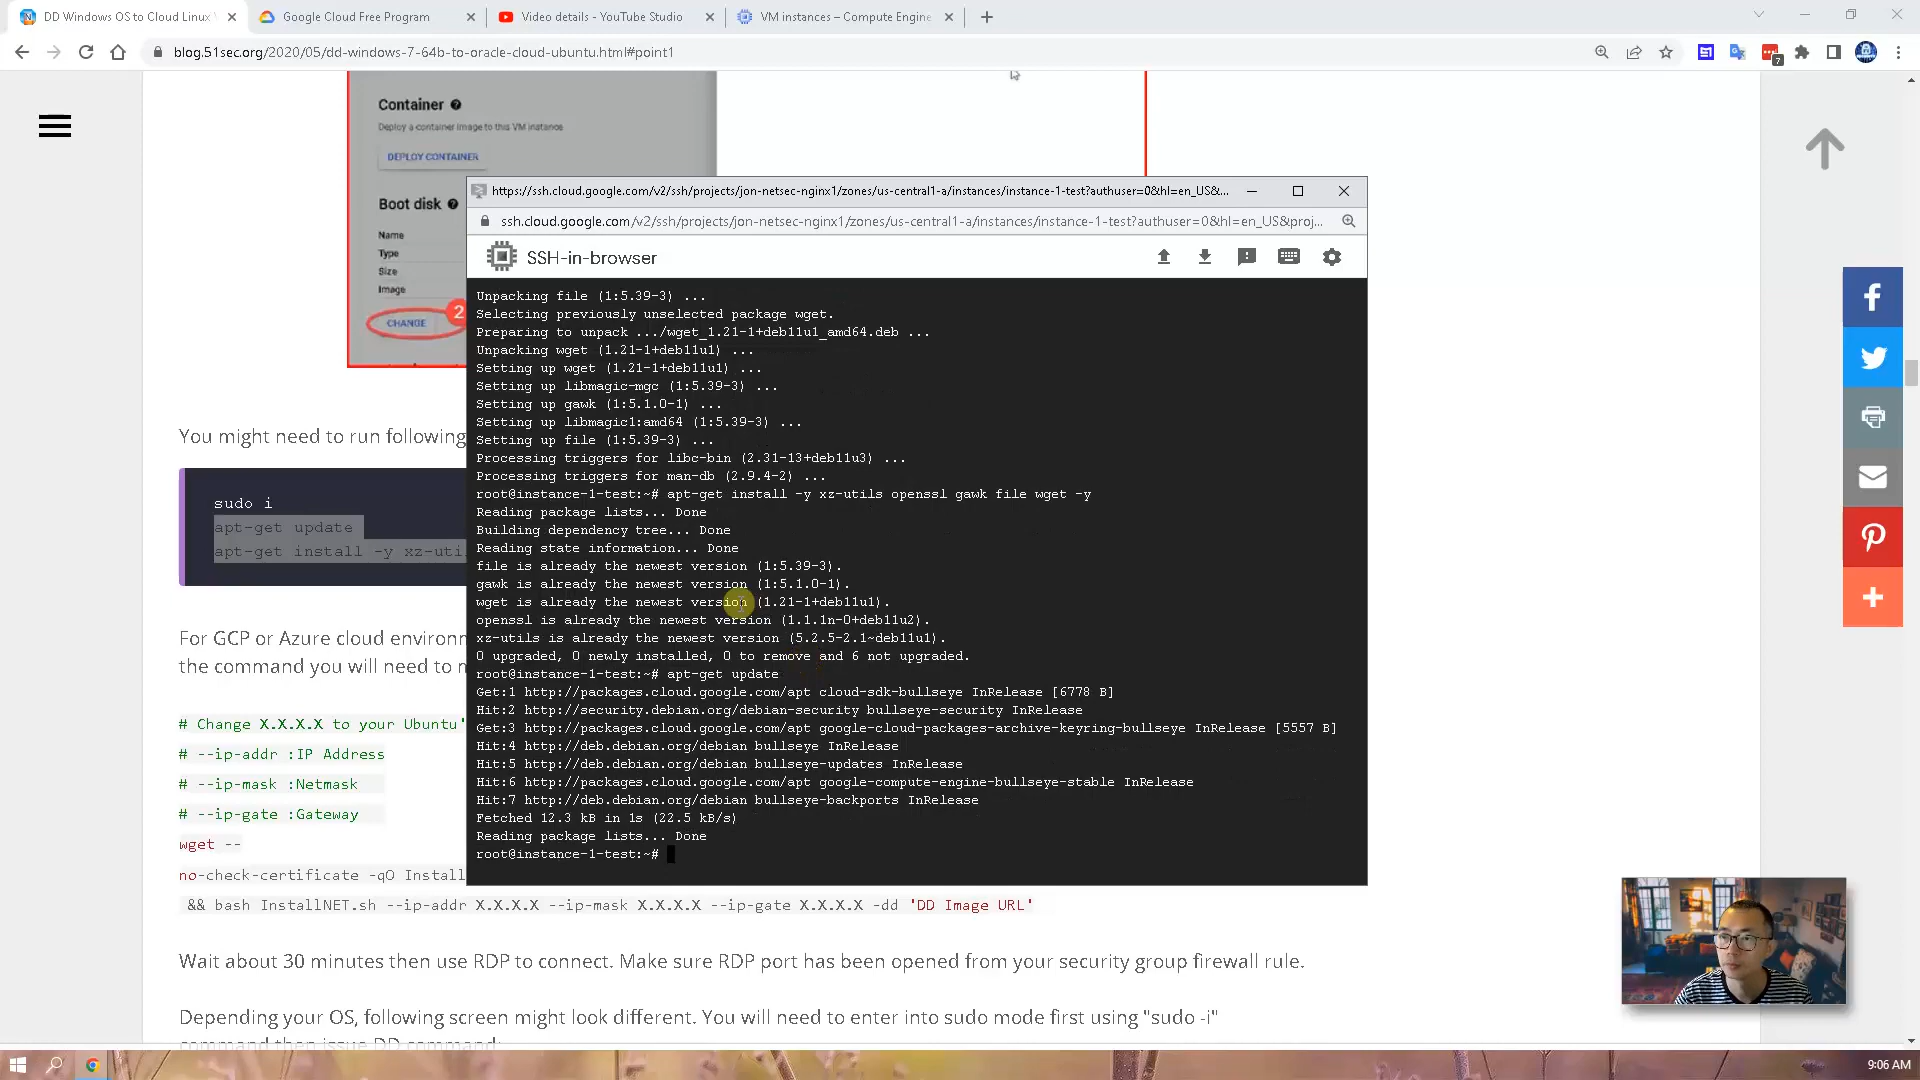 DD Windows OS to Cloud Linux
Google Cloud Free Program
Video details - YouTube Studio
VM instances – Compute Engine
blog.51sec.org/2020/05/dd-windows-7-64b-to-oracle-cloud-ubuntu.html#point1
7
Container
Deploy a container image to this VM instance
DEPLOY CONTAINER
Boot disk
Name
Type
Size
Image
CHANGE
2
You might need to run following
sudo i
apt-get update
apt-get install -y xz-uti
For GCP or Azure cloud environ
the command you will need to
# Change X.X.X.X to your Ubuntu'
# --ip-addr :IP Address
# --ip-mask :Netmask
# --ip-gate :Gateway
wget --
no-check-certificate -qO Install
&& bash InstallNET.sh --ip-addr X.X.X.X --ip-mask X.X.X.X --ip-gate X.X.X.X -dd 'DD Image URL'
Wait about 30 minutes then use RDP to connect. Make sure RDP port has been opened from your security group firewall rule.
Depending your OS, following screen might look different. You will need to enter into sudo mode first using "sudo -i"
command then issue DD command:
https://ssh.cloud.google.com/v2/ssh/projects/jon-netsec-nginx1/zones/us-central1-a/instances/instance-1-test?authuser=0&hl=en_US&...
ssh.cloud.google.com/v2/ssh/projects/jon-netsec-nginx1/zones/us-central1-a/instances/instance-1-test?authuser=0&hl=en_US&proj...
SSH-in-browser
Unpacking file (1:5.39-3) ...
Selecting previously unselected package wget.
Preparing to unpack .../wget_1.21-1+deb11u1_amd64.deb ...
Unpacking wget (1.21-1+deb11u1) ...
Setting up wget (1.21-1+deb11u1) ...
Setting up libmagic-mgc (1:5.39-3) ...
Setting up gawk (1:5.1.0-1) ...
Setting up libmagic1:amd64 (1:5.39-3) ...
Setting up file (1:5.39-3) ...
Processing triggers for libc-bin (2.31-13+deb11u3) ...
Processing triggers for man-db (2.9.4-2) ...
root@instance-1-test:~# apt-get install -y xz-utils openssl gawk file wget -y
Reading package lists... Done
Building dependency tree... Done
Reading state information... Done
file is already the newest version (1:5.39-3).
gawk is already the newest version (1:5.1.0-1).
wget is already the newest version (1.21-1+deb11u1).
openssl is already the newest version (1.1.1n-0+deb11u2).
xz-utils is already the newest version (5.2.5-2.1~deb11u1).
0 upgraded, 0 newly installed, 0 to remove and 6 not upgraded.
root@instance-1-test:~# apt-get update
Get:1 http://packages.cloud.google.com/apt cloud-sdk-bullseye InRelease [6778 B]
Hit:2 http://security.debian.org/debian-security bullseye-security InRelease
Get:3 http://packages.cloud.google.com/apt google-cloud-packages-archive-keyring-bullseye InRelease [5557 B]
Hit:4 http://deb.debian.org/debian bullseye InRelease
Hit:5 http://deb.debian.org/debian bullseye-updates InRelease
Hit:6 http://packages.cloud.google.com/apt google-compute-engine-bullseye-stable InRelease
Hit:7 http://deb.debian.org/debian bullseye-backports InRelease
Fetched 12.3 kB in 1s (22.5 kB/s)
Reading package lists... Done
root@instance-1-test:~#
9:06 AM